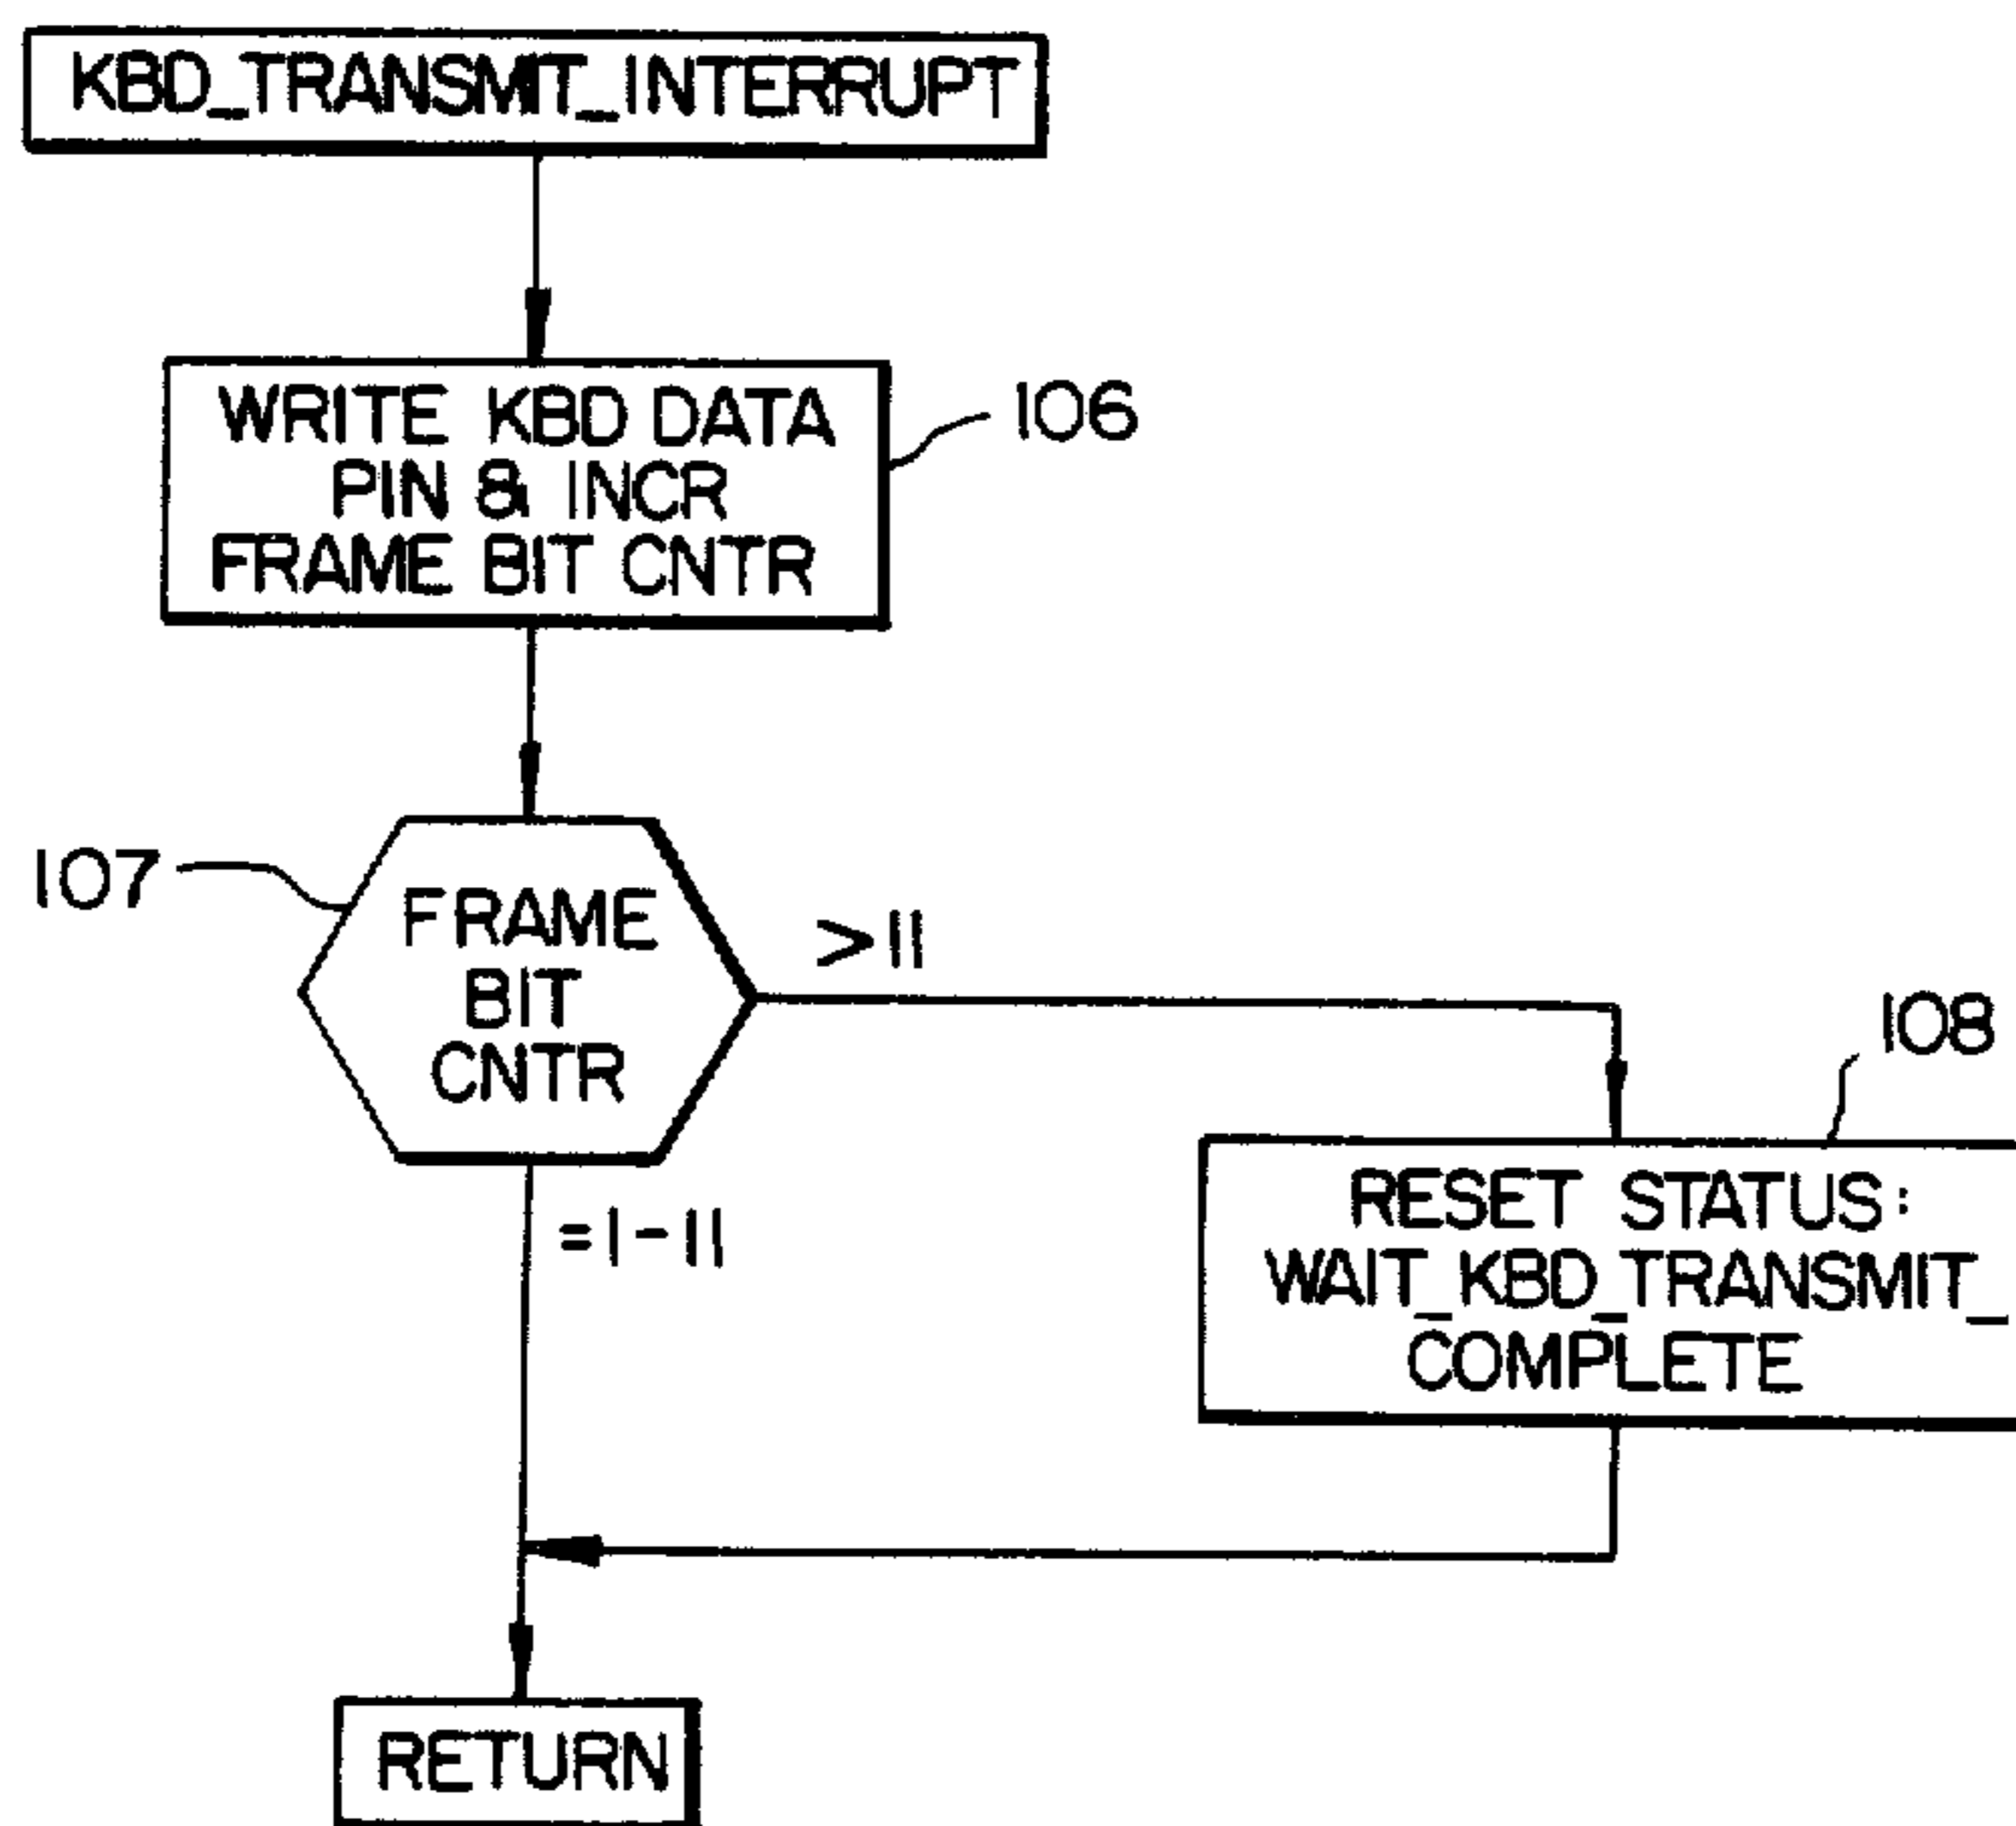 KBD_TRANSMIT_INTERRUPT
WRITE KBD DATA
PIN & INCR
FRAME BIT CNTR
106
107
FRAME
BIT
CNTR
>11
=1-11
108
RESET STATUS:
WAIT_KBD_TRANSMIT_
COMPLETE
RETURN